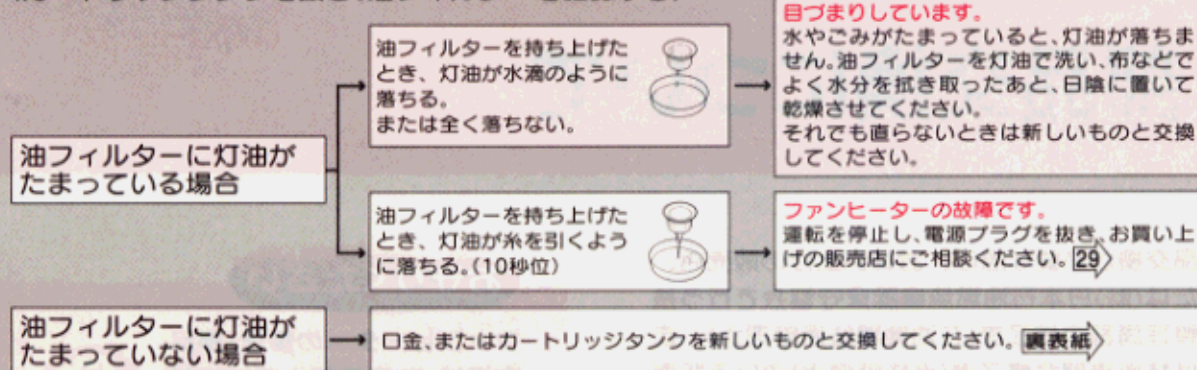 油フィルターに灯油が
たまっている場合
油フィルターを持ち上げた
とき、灯油が水滴のように
落ちる。
または全く落ちない。
目づまりしています。
水やごみがたまっていると、灯油が落ちま
せん。油フィルターを灯油で洗い、布などで
よく水分を拭き取ったあと、日陰に置いて
乾燥させてください。
それでも直らないときは新しいものと交換
してください。
油フィルターを持ち上げた
とき、灯油が糸を引くよう
に落ちる。(10秒位)
ファンヒーターの故障です。
運転を停止し、電源プラグを抜き、お買い上
げの販売店にご相談ください。29
油フィルターに灯油が
たまっていない場合
口金、またはカートリッジタンクを新しいものと交換してください。裏表紙